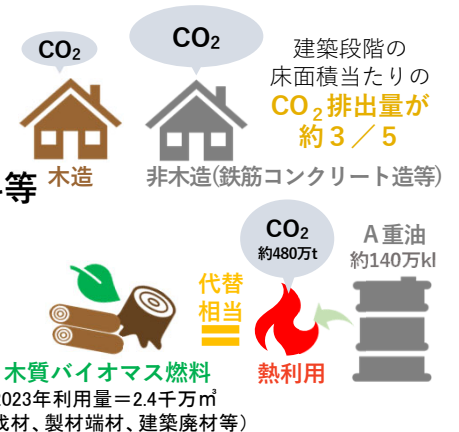 CO₂
CO₂
建築段階の
床面積当たりの
CO₂排出量が
約３／５
木造
非木造(鉄筋コンクリート造等)
等
CO₂
約480万t
A重油
約140万kl
代替
相当
木質バイオマス燃料
熱利用
2023年利用量＝2.4千万㎥
伐材、製材端材、建築廃材等）